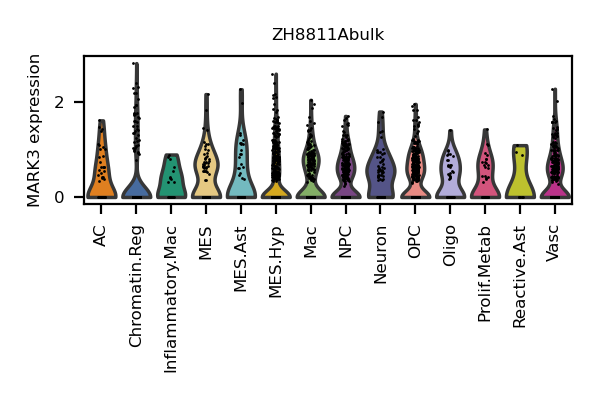 ZH8811Abulk
MARK3 expression
2
0
AC
Chromatin.Reg
Inflammatory.Mac
MES
MES.Ast
MES.Hyp
Mac
NPC
Neuron
OPC
Oligo
Prolif.Metab
Reactive.Ast
Vasc